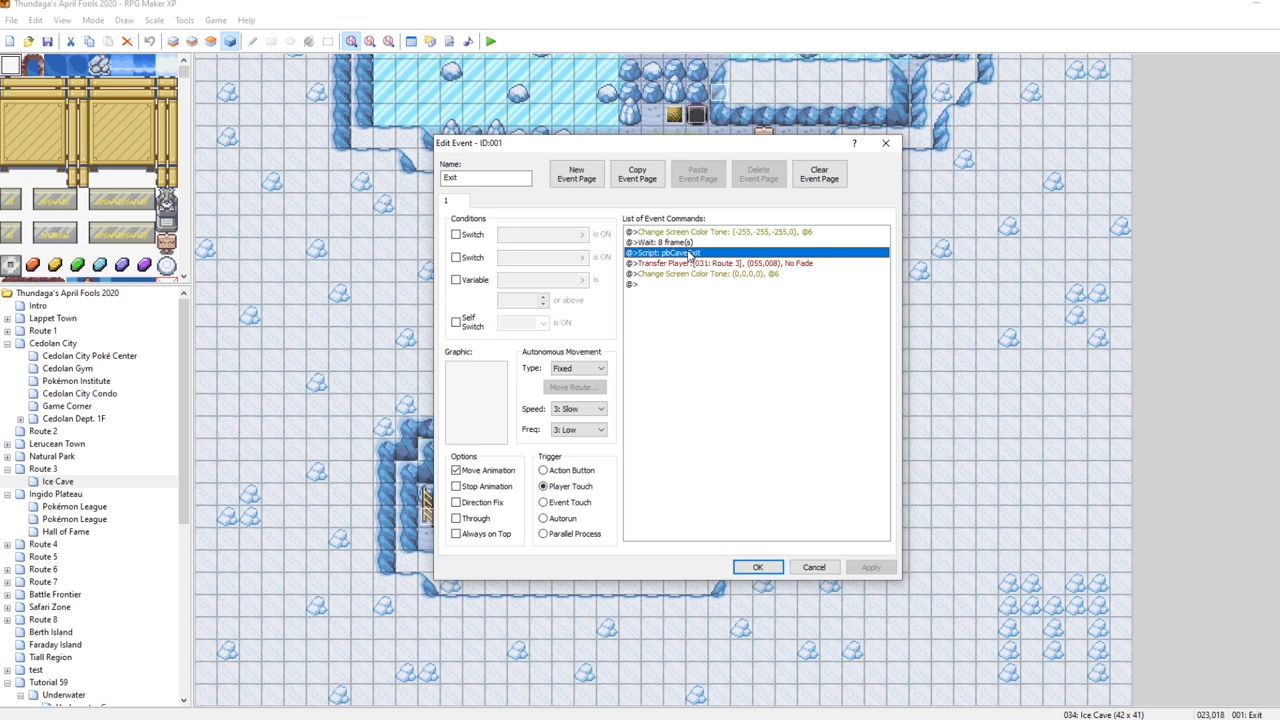 Thundaga's April Fools 2020 - RPG Maker XP
File Edit View Mode Draw Scale Tools Game Help
Edit Event - ID:001
?
Name:
Exit
New Event Page
Copy Event Page
Paste Event Page
Delete Event Page
Clear Event Page
1
Conditions
Switch > is ON
Switch > is ON
Variable > is
or above
Self Switch is ON
Graphic:
Autonomous Movement
Type: Fixed
Move Route...
Speed: 3: Slow
Freq: 3: Low
Options
Move Animation
Stop Animation
Direction Fix
Through
Always on Top
Trigger
Action Button
Player Touch
Event Touch
Autorun
Parallel Process
List of Event Commands:
@>Change Screen Color Tone: (-255,-255,-255,0), @6
@>Wait: 8 frame(s)
@>Script: pbCaveExit
@>Transfer Player:[031: Route 3], (055,008), No Fade
@>Change Screen Color Tone: (0,0,0,0), @6
@>
OK
Cancel
Apply
Thundaga's April Fools 2020
Intro
Lappet Town
Route 1
Cedolan City
Cedolan City Poké Center
Cedolan Gym
Pokémon Institute
Cedolan City Condo
Game Corner
Cedolan Dept. 1F
Route 2
Lerucean Town
Natural Park
Route 3
Ice Cave
Ingido Plateau
Pokémon League
Pokémon League
Hall of Fame
Route 4
Route 5
Route 6
Route 7
Battle Frontier
Safari Zone
Route 8
Berth Island
Faraday Island
Tiall Region
test
Tutorial 59
Underwater
034: Ice Cave (42 x 41)
023,018
001: Exit